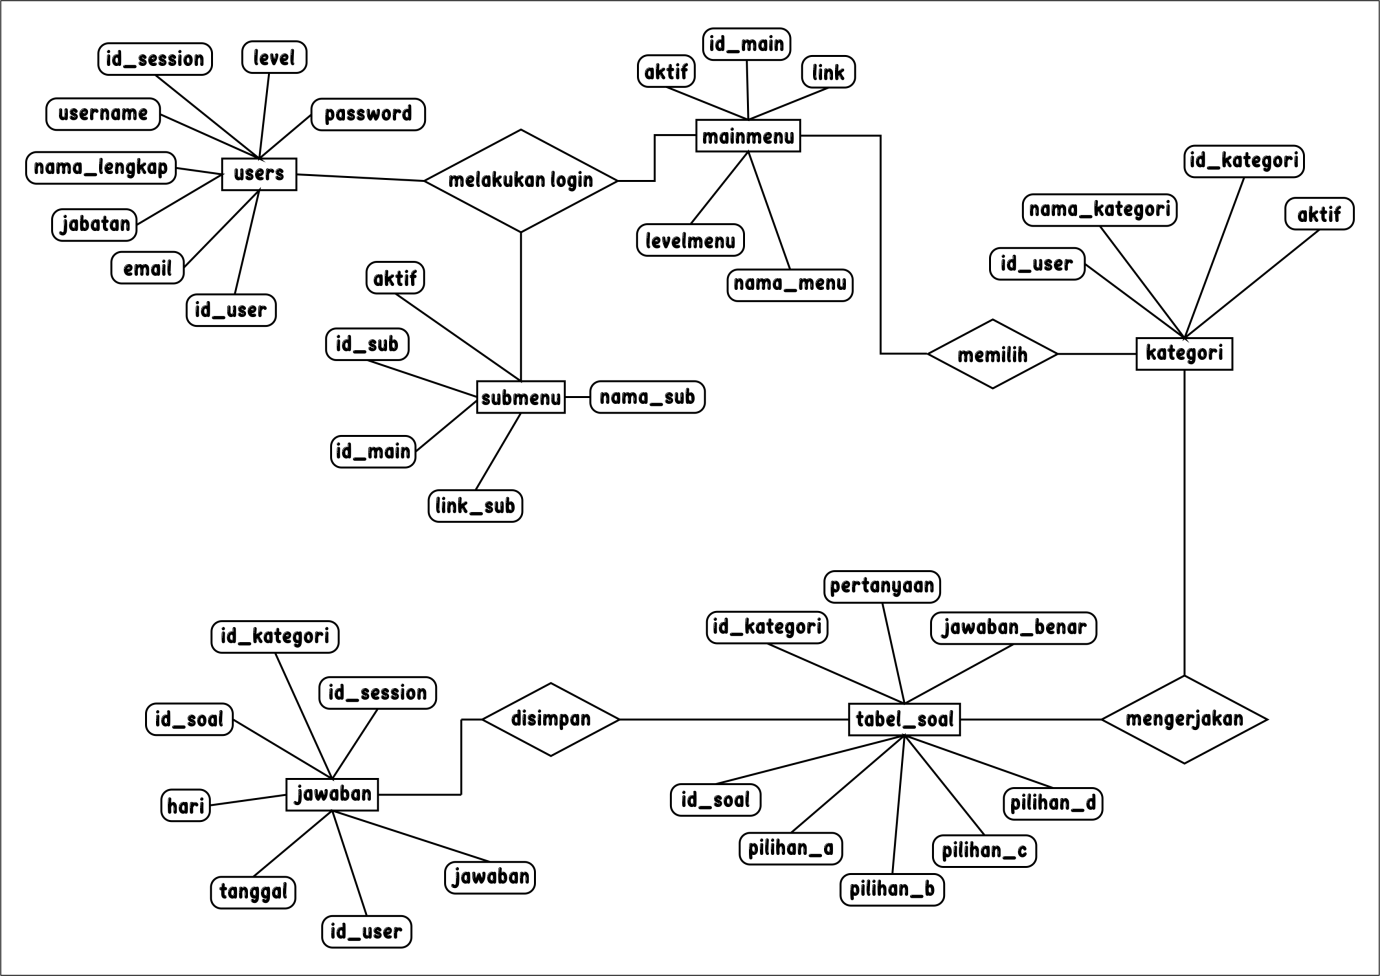 id_session
level
username
password
nama_lengkap
users
jabatan
email
id_user
melakukan login
id_main
aktif
link
mainmenu
levelmenu
nama_menu
id_kategori
nama_kategori
aktif
id_user
memilih
kategori
aktif
id_sub
submenu
nama_sub
id_main
link_sub
pertanyaan
id_kategori
jawaban_benar
tabel_soal
mengerjakan
id_soal
pilihan_d
pilihan_a
pilihan_c
pilihan_b
disimpan
id_kategori
id_session
id_soal
jawaban
hari
tanggal
jawaban
id_user